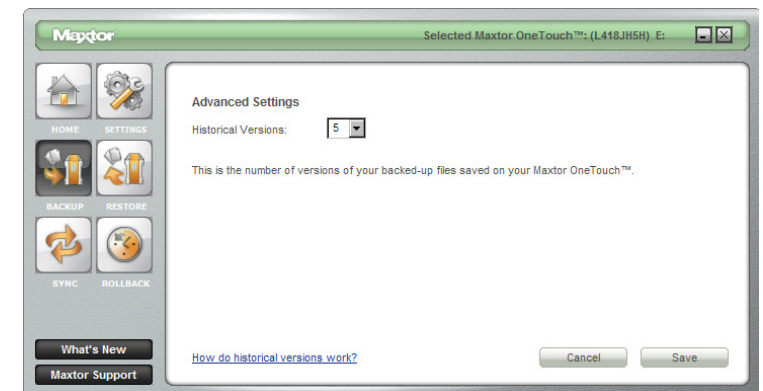 Maxtor
Selected Maxtor OneTouch™: (L418JH5H) E:
HOME
SETTINGS
BACKUP
RESTORE
SYNC
ROLLBACK
What's New
Maxtor Support
Advanced Settings
Historical Versions: 5
This is the number of versions of your backed-up files saved on your Maxtor OneTouch™.
How do historical versions work?
Cancel
Save